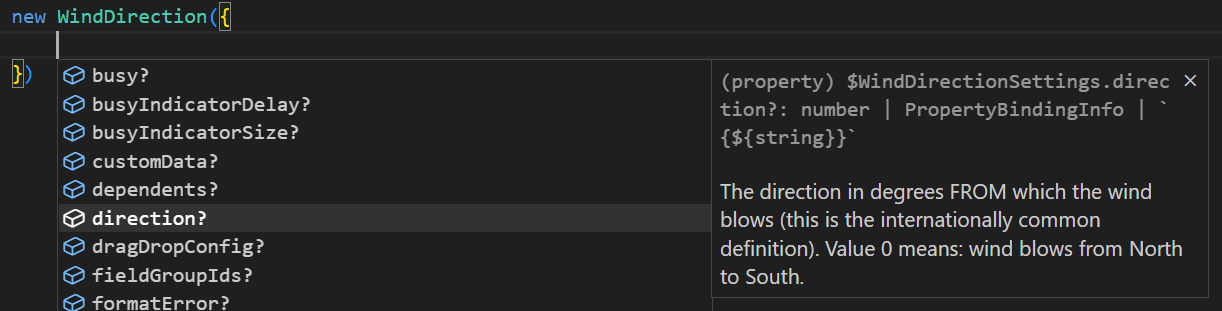 new WindDirection({
})
busy?
busyIndicatorDelay?
busyIndicatorSize?
customData?
dependents?
direction?
dragDropConfig?
fieldGroupIds?
formatError?
(property) $WindDirectionSettings.direc
tion?: number | PropertyBindingInfo | `
{${string}}`
The direction in degrees FROM which the wind
blows (this is the internationally common
definition). Value 0 means: wind blows from North
to South.